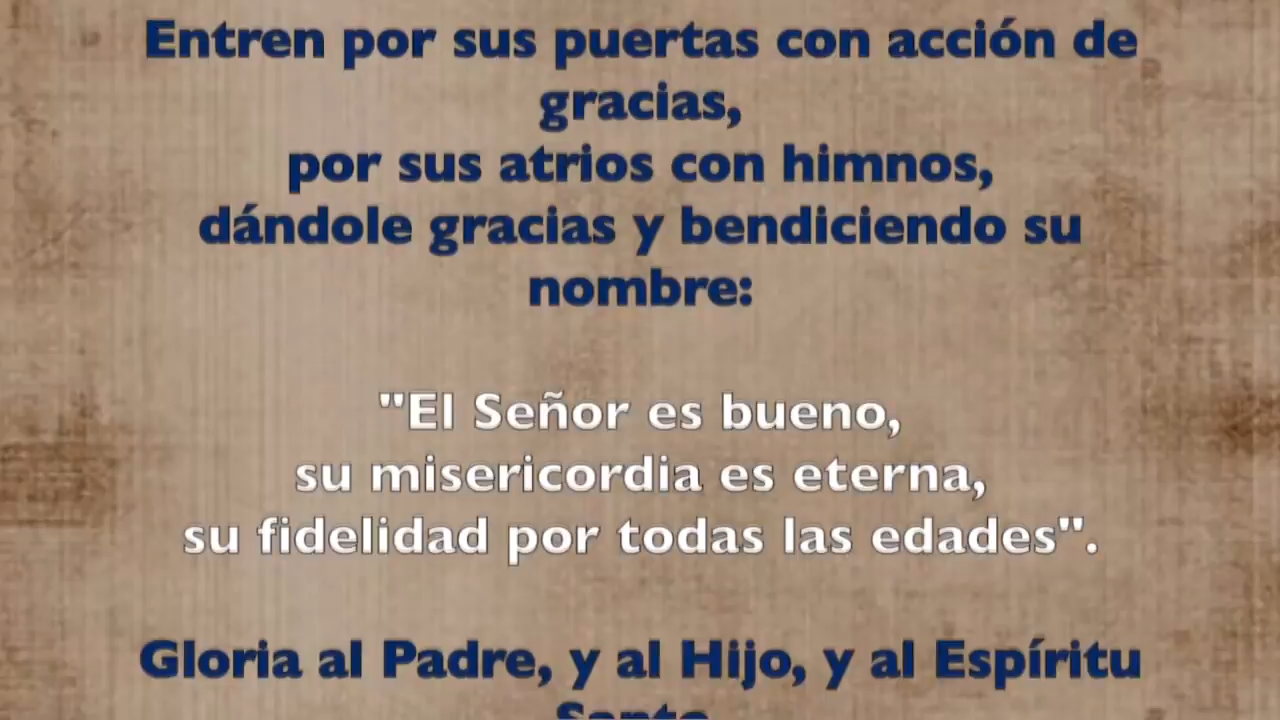 Entren por sus puertas con acción de
gracias,
por sus atrios con himnos,
dándole gracias y bendiciendo su
nombre:
"El Señor es bueno,
su misericordia es eterna,
su fidelidad por todas las edades".
Gloria al Padre, y al Hijo, y al Espíritu